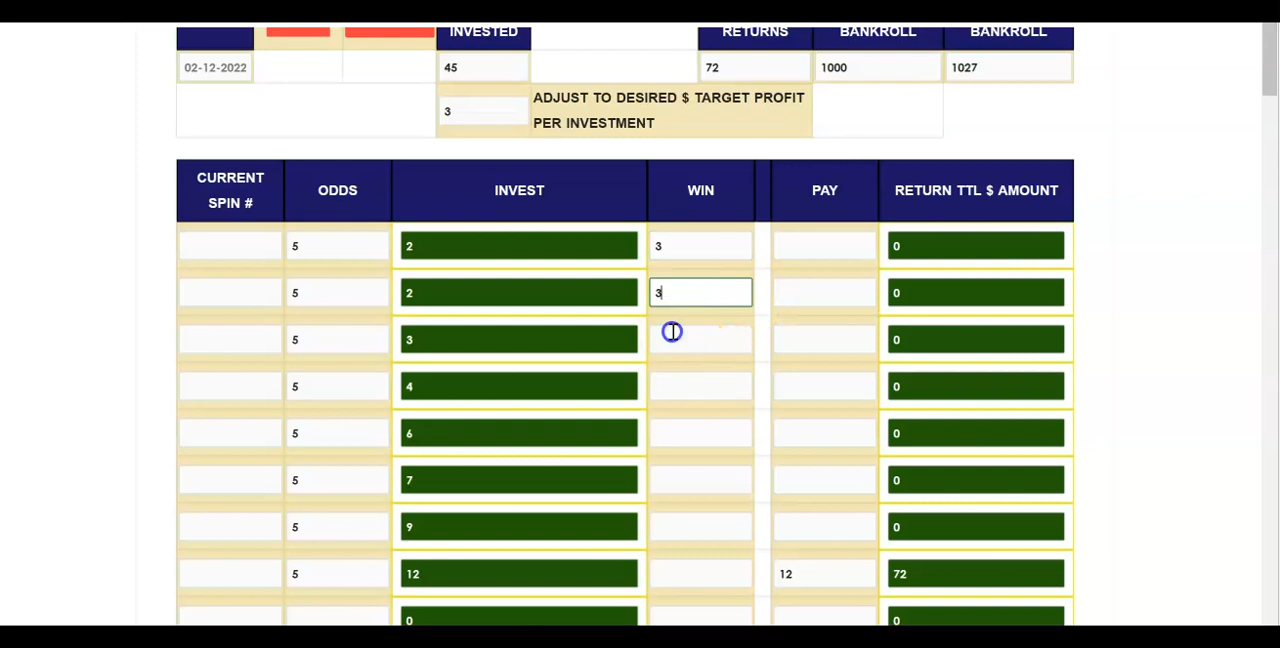 INVESTED RETURNS BANKROLL BANKROLL
02-12-2022 45 72 1000 1027
3 ADJUST TO DESIRED $ TARGET PROFIT
PER INVESTMENT
CURRENT
SPIN # ODDS INVEST WIN PAY RETURN TTL $ AMOUNT
5 2 3 0
5 2 3 0
5 3 0
5 4 0
5 6 0
5 7 0
5 9 0
5 12 12 72
0 0